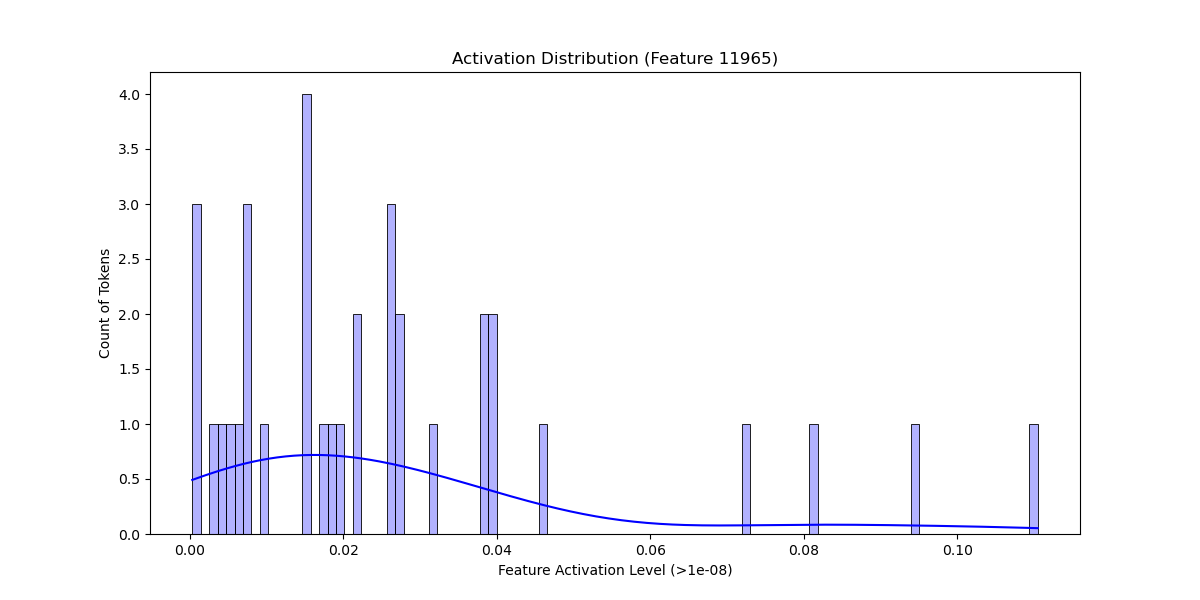 Activation Distribution (Feature 11965)
4.0
3.5
3.0
2.5
2.0
1.5
1.0
0.5
0.0
Count of Tokens
0.00 0.02 0.04 0.06 0.08 0.10
Feature Activation Level (>1e-08)